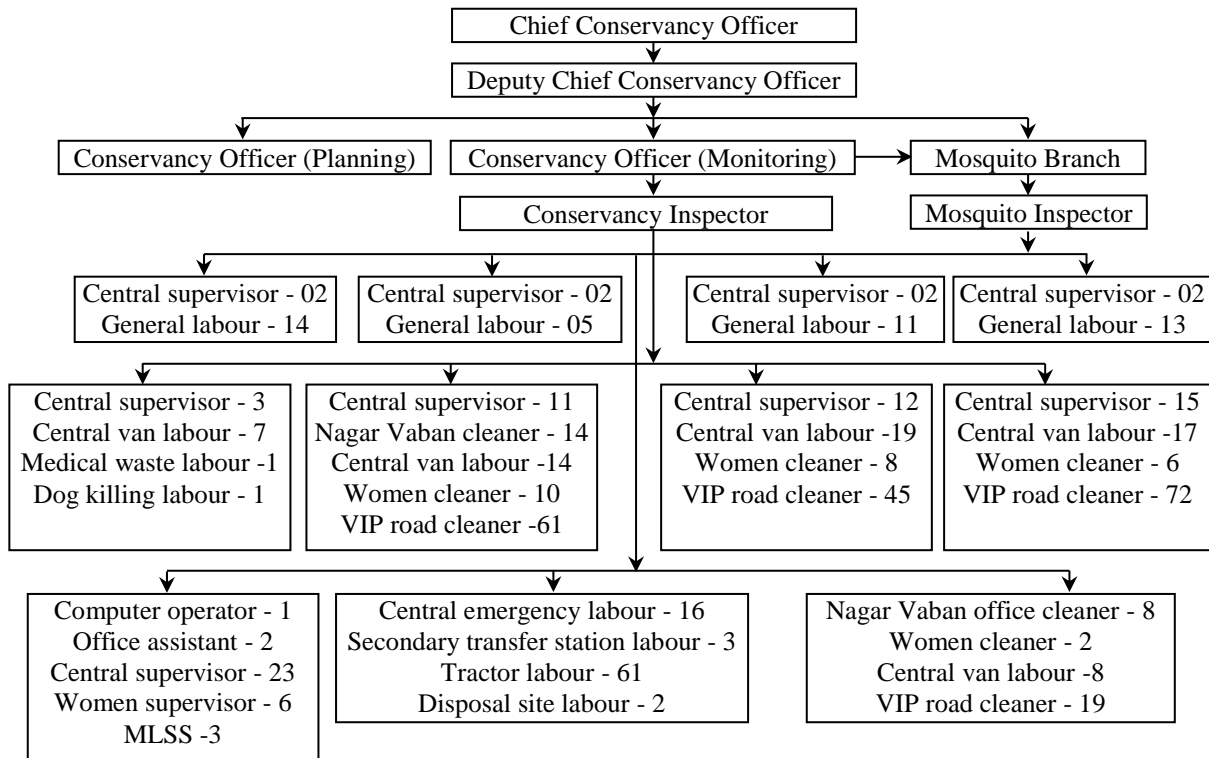 Chief Conservancy Officer
Deputy Chief Conservancy Officer
Conservancy Officer (Planning)
Conservancy Officer (Monitoring)
Mosquito Branch
Conservancy Inspector
Mosquito Inspector
Central supervisor - 02
General labour - 14
Central supervisor - 02
General labour - 05
Central supervisor - 02
General labour - 11
Central supervisor - 02
General labour - 13
Central supervisor - 3
Central van labour - 7
Medical waste labour -1
Dog killing labour - 1
Central supervisor - 11
Nagar Vaban cleaner - 14
Central van labour -14
Women cleaner - 10
VIP road cleaner -61
Central supervisor - 12
Central van labour -19
Women cleaner - 8
VIP road cleaner - 45
Central supervisor - 15
Central van labour -17
Women cleaner - 6
VIP road cleaner - 72
Computer operator - 1
Office assistant - 2
Central supervisor - 23
Women supervisor - 6
MLSS -3
Central emergency labour - 16
Secondary transfer station labour - 3
Tractor labour - 61
Disposal site labour - 2
Nagar Vaban office cleaner - 8
Women cleaner - 2
Central van labour -8
VIP road cleaner - 19